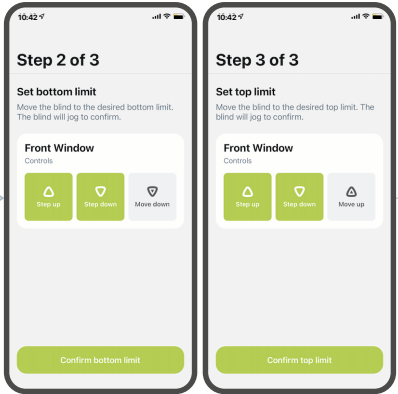 10:42
Step 2 of 3
Set bottom limit
Move the blind to the desired bottom limit.
The blind will jog to confirm.
Front Window
Controls
Step up
Step down
Move down
Confirm bottom limit
10:42
Step 3 of 3
Set top limit
Move the blind to the desired top limit. The
blind will jog to confirm.
Front Window
Controls
Step up
Step down
Move up
Confirm top limit